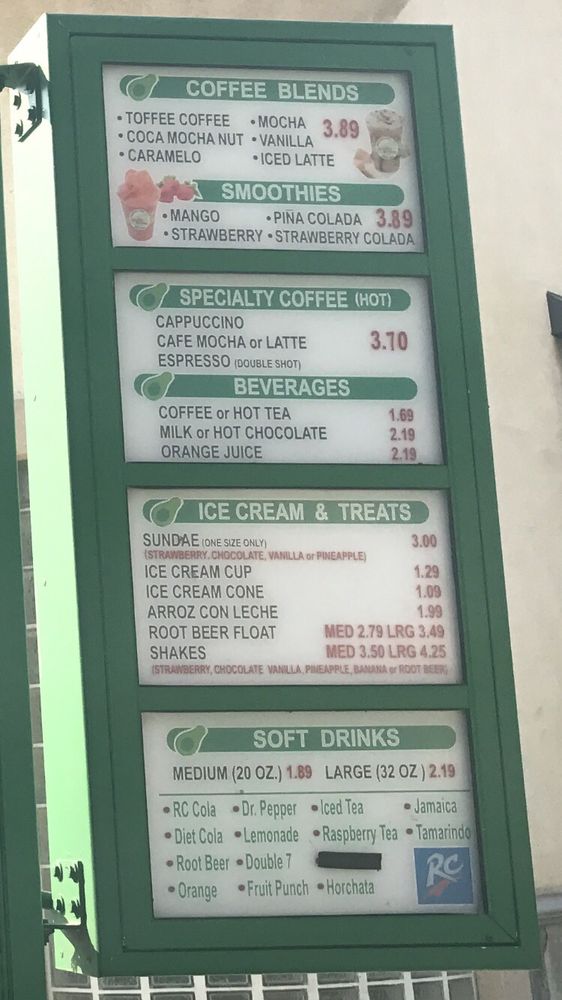 COFFEE BLENDS
• TOFFEE COFFEE • MOCHA 3.89
• COCA MOCHA NUT • VANILLA
• CARAMELO • ICED LATTE
SMOOTHIES
• MANGO • PIÑA COLADA 3.89
• STRAWBERRY • STRAWBERRY COLADA
SPECIALTY COFFEE (HOT)
CAPPUCCINO
CAFE MOCHA or LATTE 3.70
ESPRESSO (DOUBLE SHOT)
BEVERAGES
COFFEE or HOT TEA 1.69
MILK or HOT CHOCOLATE 2.19
ORANGE JUICE 2.19
ICE CREAM & TREATS
SUNDAE (ONE SIZE ONLY) 3.00
(STRAWBERRY, CHOCOLATE, VANILLA or PINEAPPLE)
ICE CREAM CUP 1.29
ICE CREAM CONE 1.09
ARROZ CON LECHE 1.99
ROOT BEER FLOAT MED 2.79 LRG 3.49
SHAKES MED 3.50 LRG 4.25
(STRAWBERRY, CHOCOLATE VANILLA, PINEAPPLE, BANANA or ROOT BEER)
SOFT DRINKS
MEDIUM (20 OZ.) 1.89 LARGE (32 OZ ) 2.19
• RC Cola • Dr. Pepper • Iced Tea • Jamaica
• Diet Cola • Lemonade • Raspberry Tea • Tamarindo
• Root Beer • Double 7
• Orange • Fruit Punch • Horchata
RC